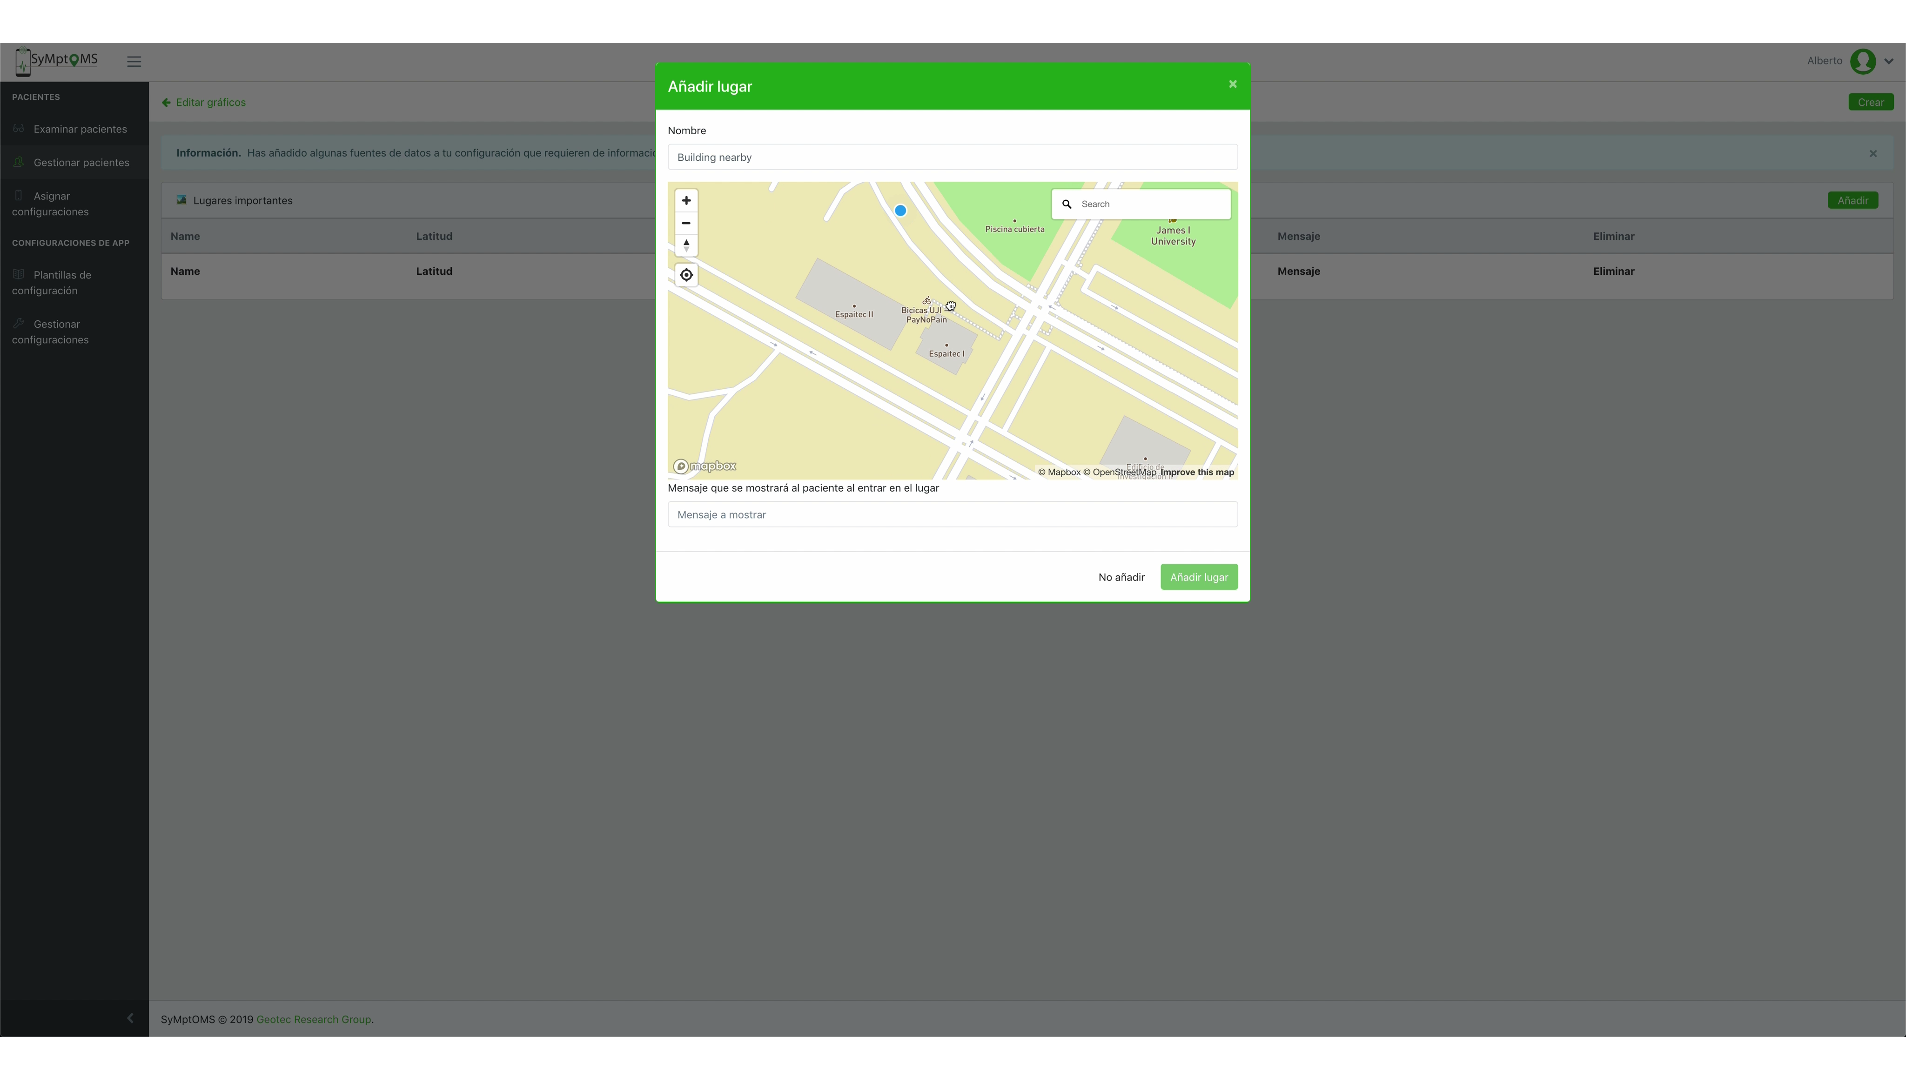 SyMptOMS
Alberto
PACIENTES
Examinar pacientes
Gestionar pacientes
Asignar
configuraciones
CONFIGURACIONES DE APP
Plantillas de
configuración
Gestionar
configuraciones
Editar gráficos
Crear
Información. Has añadido algunas fuentes de datos a tu configuración que requieren de
Lugares importantes
Añadir
Name Latitud Mensaje Eliminar
Name Latitud Mensaje Eliminar
Añadir lugar
×
Nombre
Building nearby
+
−
Search
Piscina cubierta
James I
University
Espaitec II
Bicicas UJI
PayNoPain
Espaitec I
mapbox
© Mapbox © OpenStreetMap Improve this map
Mensaje que se mostrará al paciente al entrar en el lugar
Mensaje a mostrar
No añadir
Añadir lugar
SyMptOMS © 2019 Geotec Research Group.